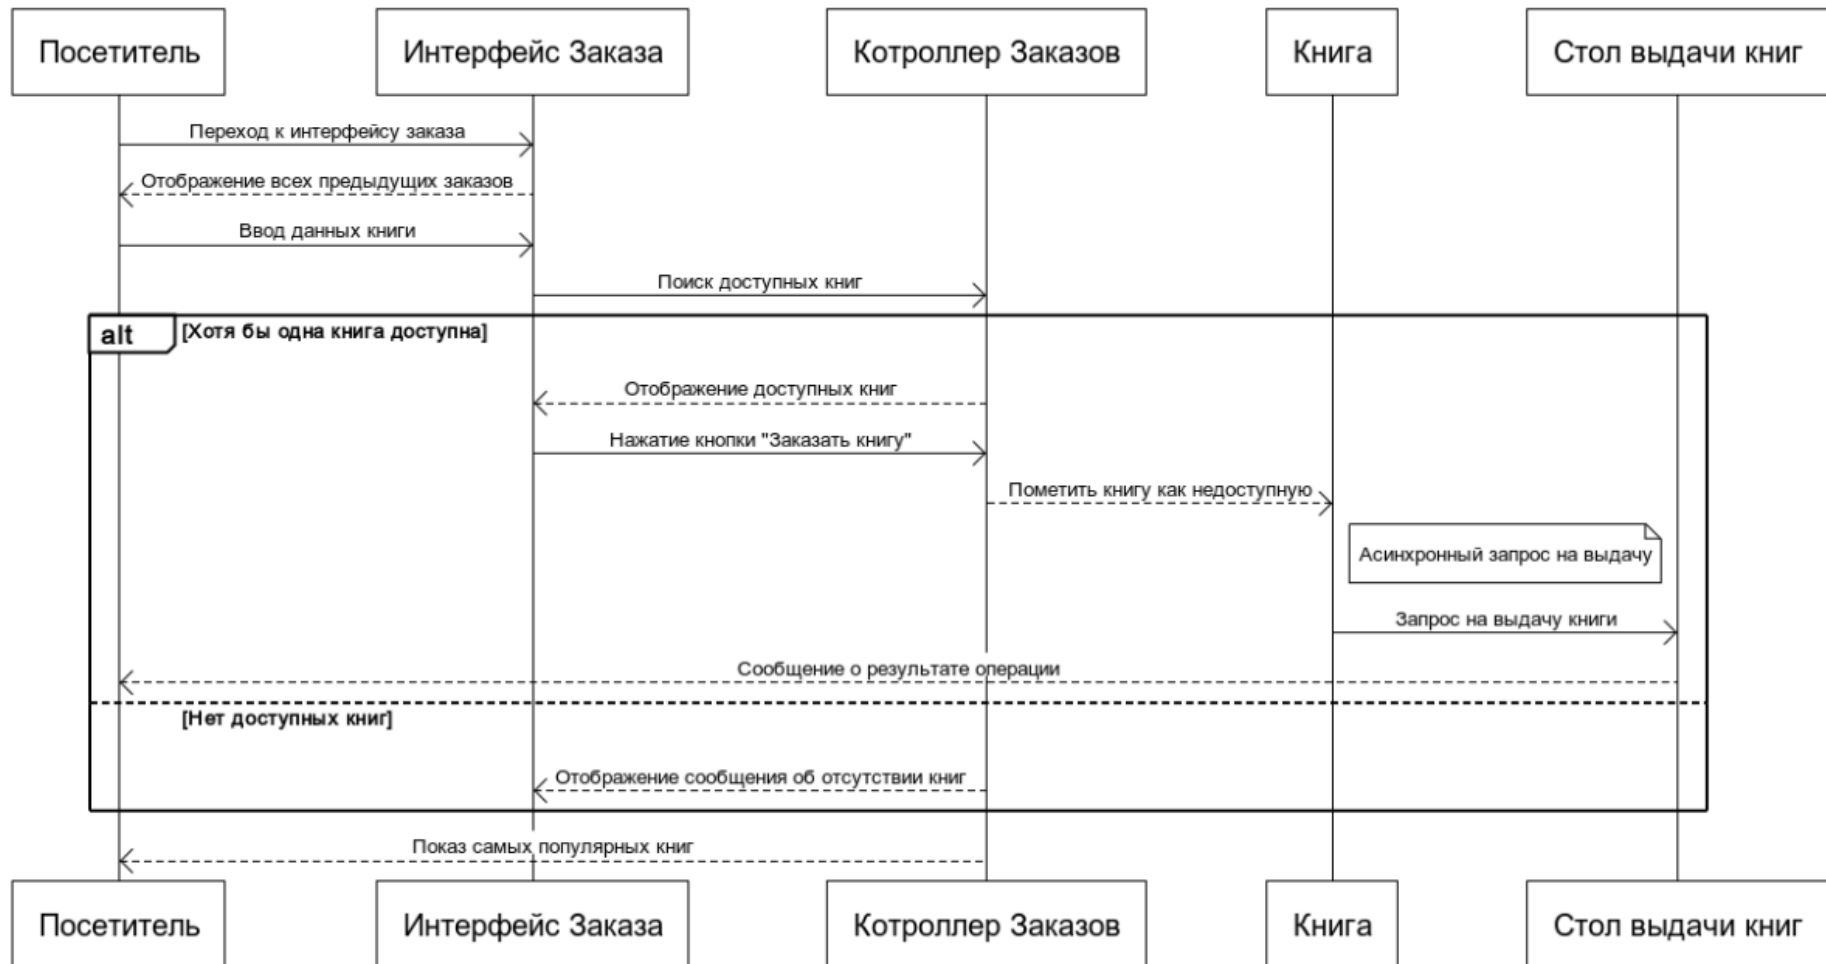 Посетитель
Интерфейс Заказа
Котроллер Заказов
Книга
Стол выдачи книг
Переход к интерфейсу заказа
Отображение всех предыдущих заказов
Ввод данных книги
Поиск доступных книг
alt
[Хотя бы одна книга доступна]
Отображение доступных книг
Нажатие кнопки "Заказать книгу"
Пометить книгу как недоступную
Асинхронный запрос на выдачу
Запрос на выдачу книги
Сообщение о результате операции
[Нет доступных книг]
Отображение сообщения об отсутствии книг
Показ самых популярных книг
Посетитель
Интерфейс Заказа
Котроллер Заказов
Книга
Стол выдачи книг